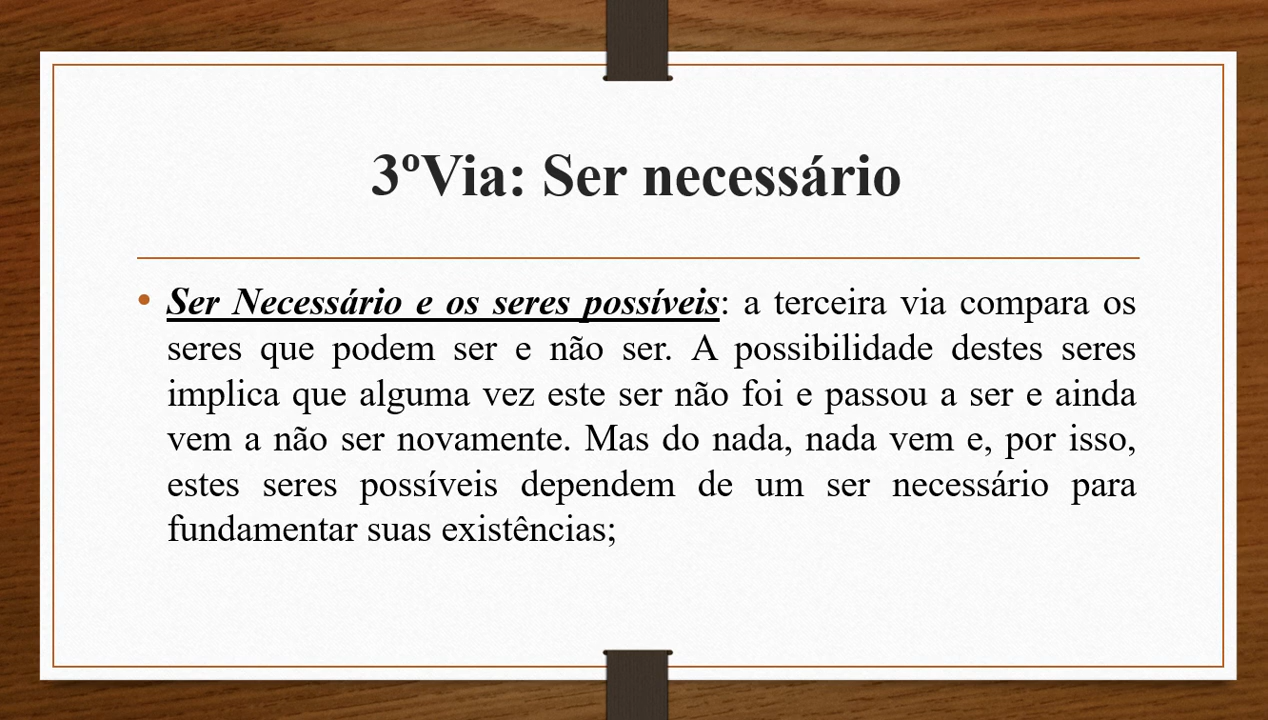 3ºVia: Ser necessário
• Ser Necessário e os seres possíveis: a terceira via compara os
seres que podem ser e não ser. A possibilidade destes seres
implica que alguma vez este ser não foi e passou a ser e ainda
vem a não ser novamente. Mas do nada, nada vem e, por isso,
estes seres possíveis dependem de um ser necessário para
fundamentar suas existências;